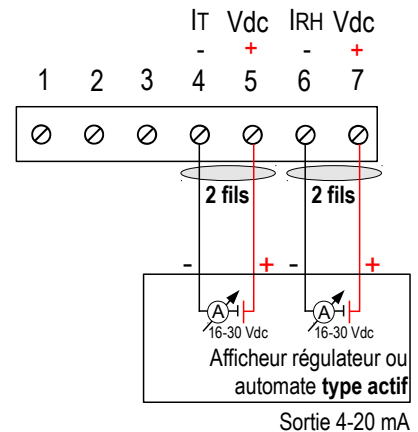 IT Vdc IRH Vdc
- + - +
1 2 3 4 5 6 7
2 fils 2 fils
- + - +
A A
16-30 Vdc 16-30 Vdc
Afficheur régulateur ou
automate type actif
Sortie 4-20 mA